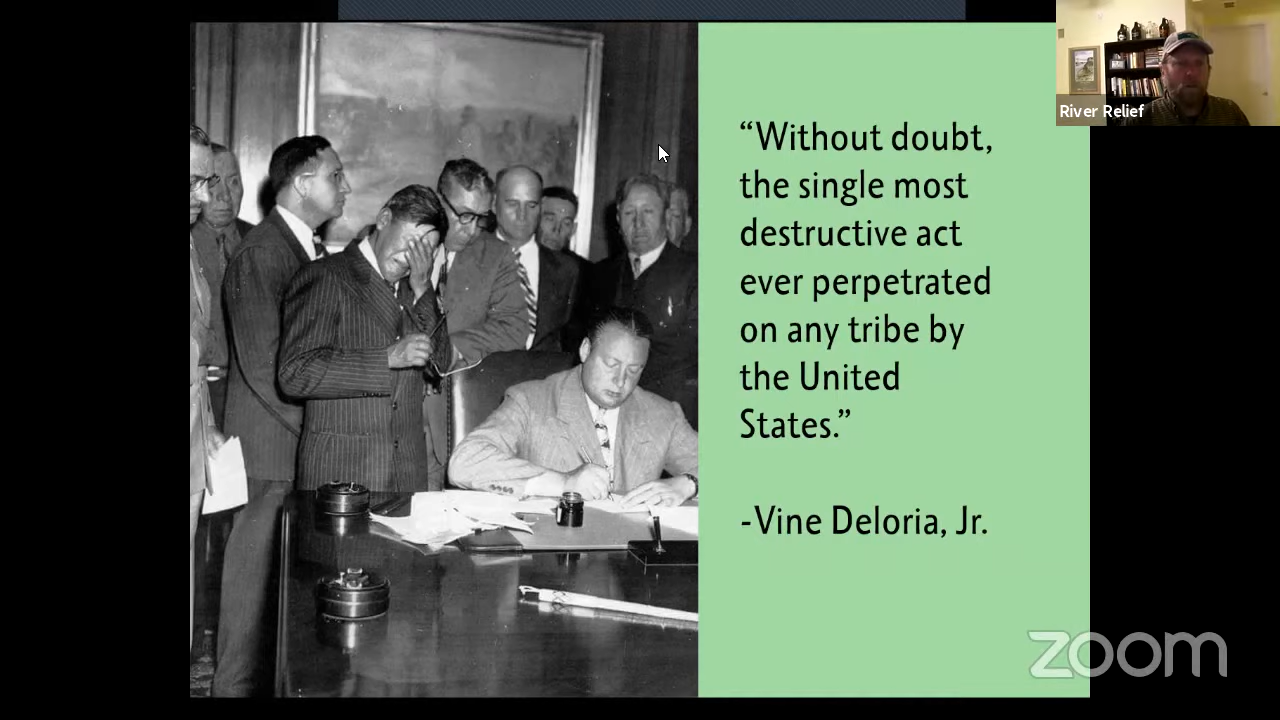 River Relief
“Without doubt,
the single most
destructive act
ever perpetrated
on any tribe by
the United
States.”
-Vine Deloria, Jr.
zoom